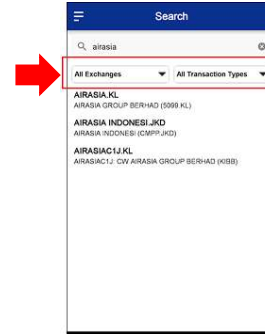 Search
airasia
All Exchanges All Transaction Types
AIRASIA.KL
AIRASIA GROUP BERHAD (5099.KL)
AIRASIA INDONESI.JKD
AIRASIA INDONESI (CMPP.JKD)
AIRASIAC1J.KL
AIRASIAC1J: CW AIRASIA GROUP BERHAD (KIBB)